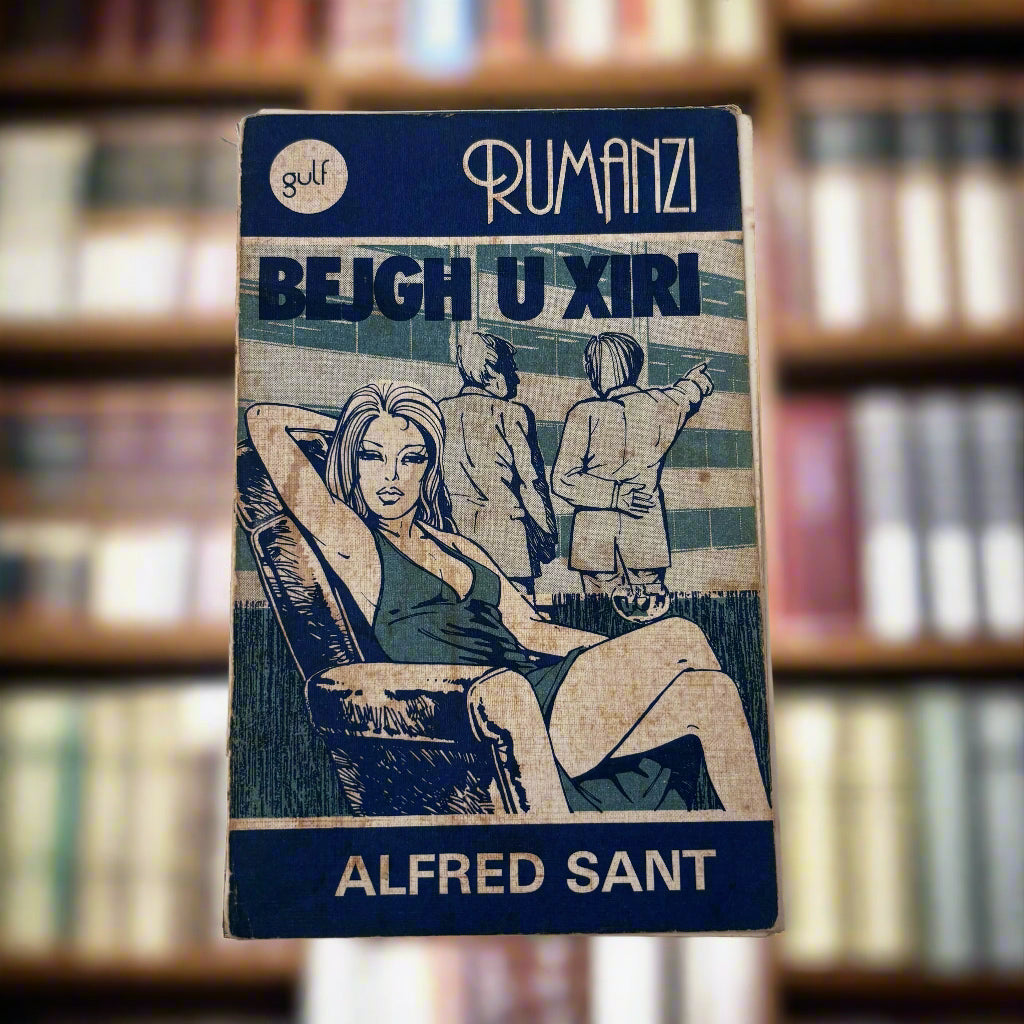 gulf
RUMANZI
BEJGH U XIRI
ALFRED SANT